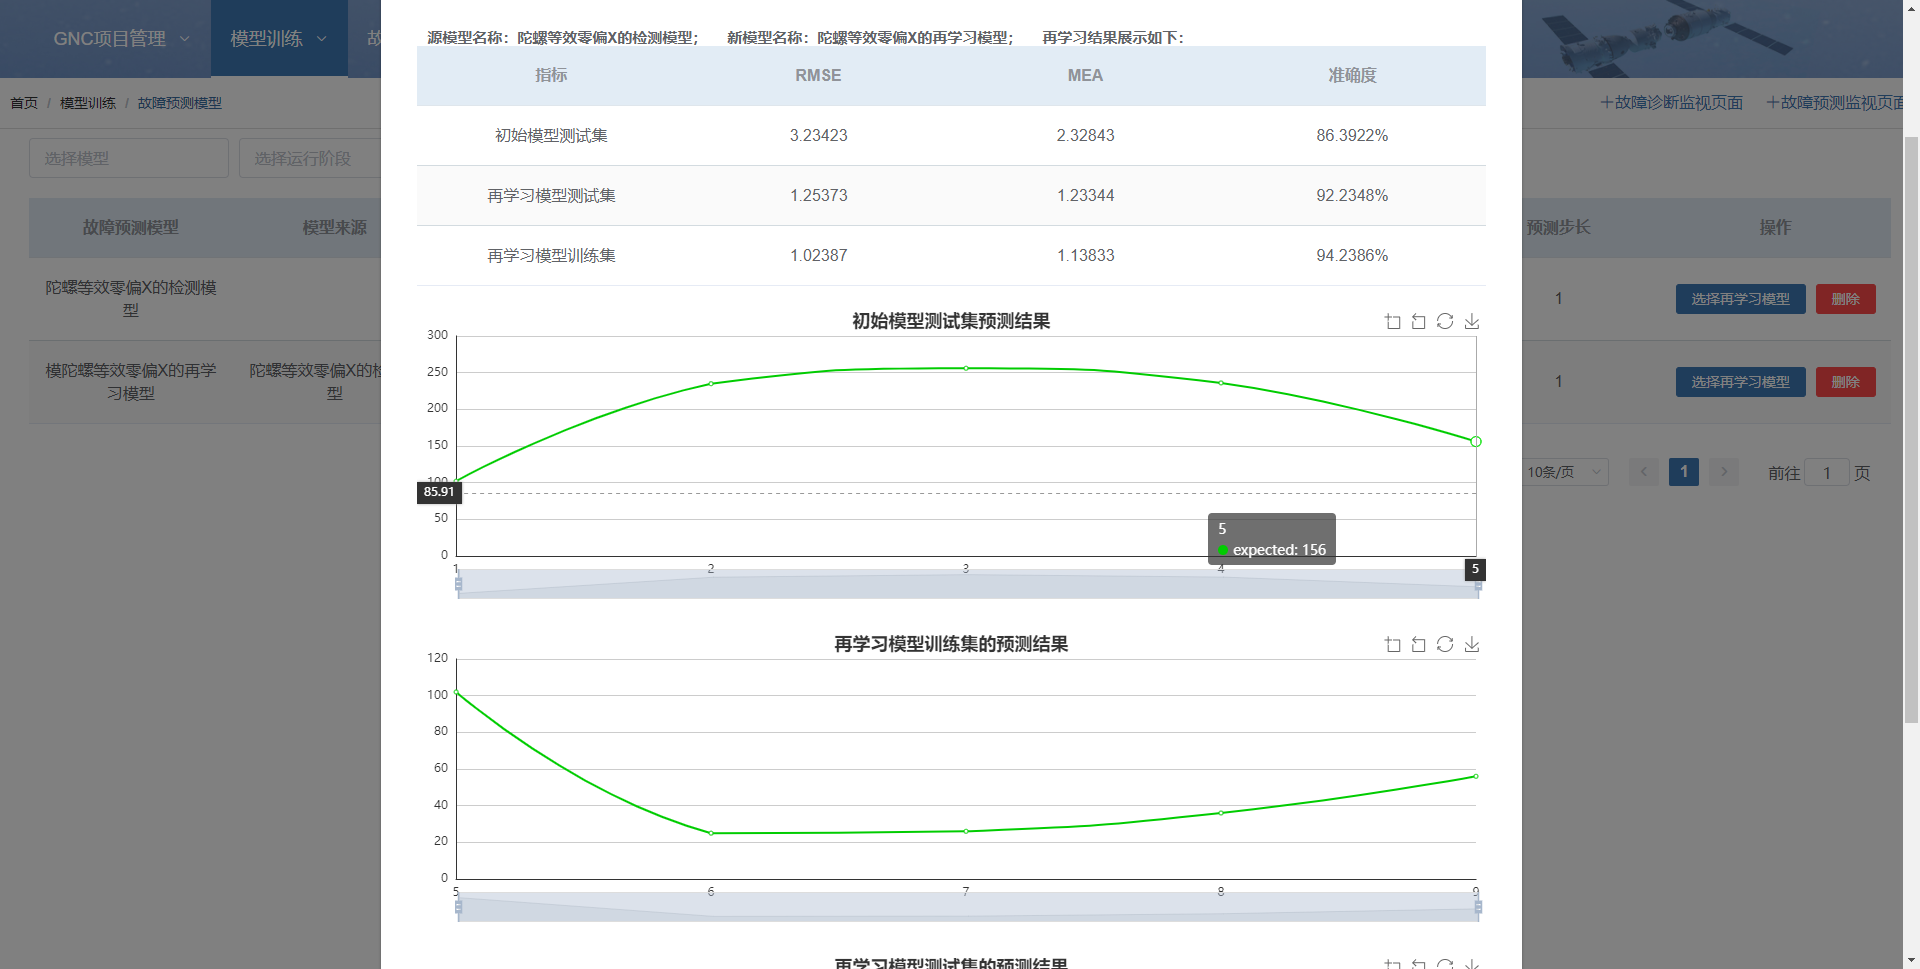 GNC项目管理
模型训练
故
首页 / 模型训练 / 故障预测模型
+故障诊断监视页面
+故障预测监视页面
选择模型
选择运行阶段
故障预测模型
模型来源
预测步长
操作
陀螺等效零偏X的检测模
型
1
选择再学习模型
删除
模陀螺等效零偏X的再学
习模型
陀螺等效零偏X的检
型
1
选择再学习模型
删除
10条/页
1
前往 1 页
源模型名称：陀螺等效零偏X的检测模型； 新模型名称：陀螺等效零偏X的再学习模型； 再学习结果展示如下：
指标 RMSE MEA 准确度
初始模型测试集 3.23423 2.32843 86.3922%
再学习模型测试集 1.25373 1.23344 92.2348%
再学习模型训练集 1.02387 1.13833 94.2386%
初始模型测试集预测结果
300
250
200
150
100
85.91
50
0
5
expected: 156
1 2 3 4 5
再学习模型训练集的预测结果
120
100
80
60
40
20
0
5 6 7 8 9
再学习模型测试集的预测结果